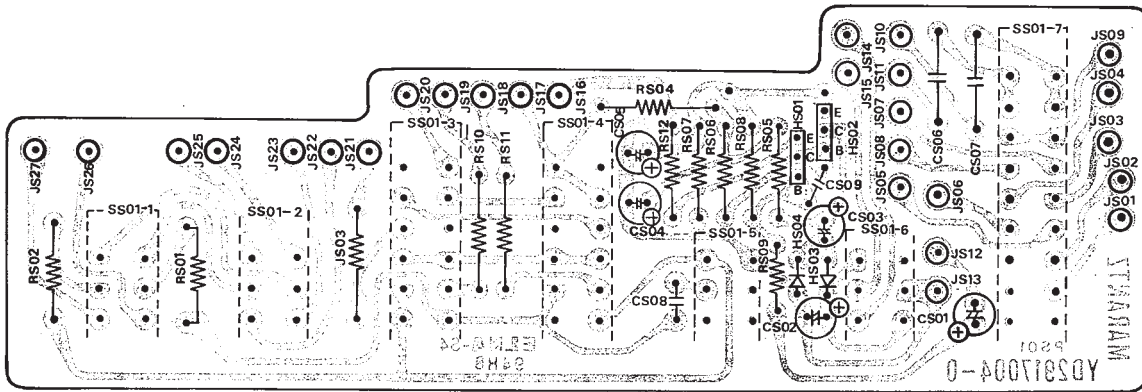 SS01-7
JS14
JS10
JS09
JS15
JS11
JS04
JS20
JS19
JS18
JS17
JS16
RS04
JS07
JS03
CS05
RS12
RS07
RS06
RS08
RS05
HS01
E
C
B
E
C
B
HS02
JS08
CS06
CS07
SS01-3
SS01-4
RS10
RS11
JS27
JS26
JS25
JS24
JS23
JS22
JS21
JS02
JS05
JS06
JS01
CS09
CS04
CS03
SS01-1
SS01-2
SS01-5
SS01-6
RS02
RS01
JS03
RS09
HS04
HS03
JS12
JS13
CS08
CS02
CS01
PS01
MARANTZ
YD2917004-0